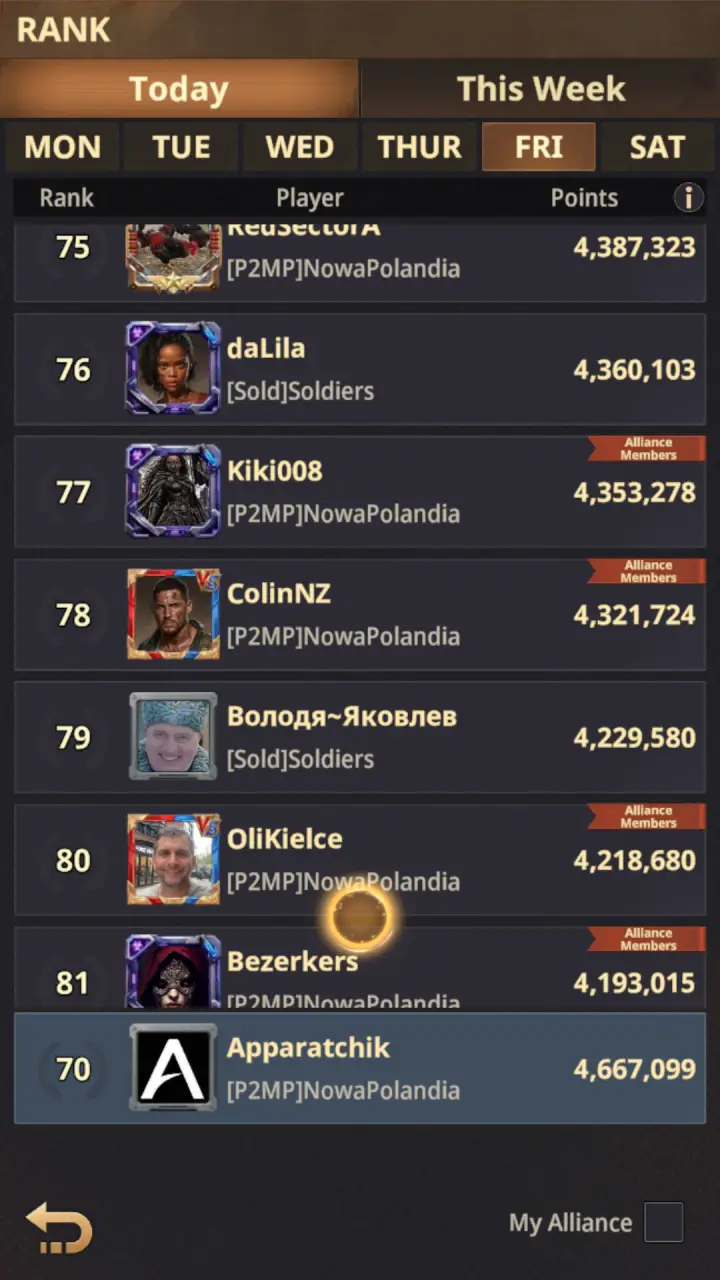 RANK
Today
This Week
MON TUE WED THUR FRI SAT
Rank Player Points
75 RedSectorA 4,387,323
[P2MP]NowaPolandia
76 daLila 4,360,103
[Sold]Soldiers
Alliance
Members
77 Kiki008 4,353,278
[P2MP]NowaPolandia
Alliance
Members
78 ColinNZ 4,321,724
[P2MP]NowaPolandia
79 Володя~Яковлев 4,229,580
[Sold]Soldiers
Alliance
Members
80 OliKielce 4,218,680
[P2MP]NowaPolandia
Alliance
Members
81 Bezerkers 4,193,015
[P2MP]NowaPolandia
70 Apparatchik 4,667,099
[P2MP]NowaPolandia
My Alliance